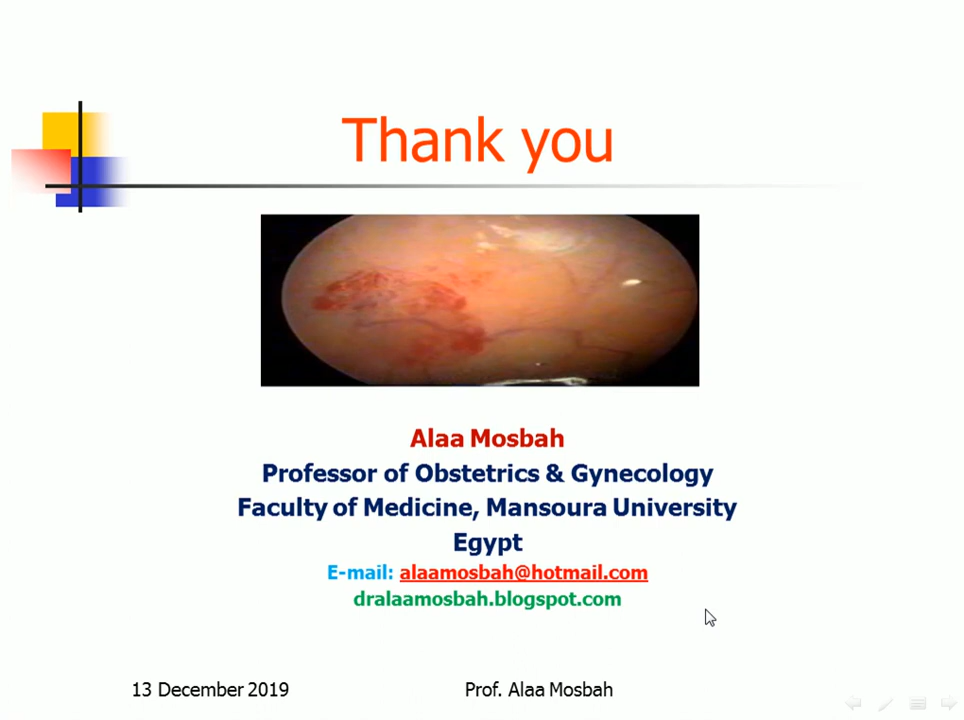 Thank you
Alaa Mosbah
Professor of Obstetrics & Gynecology
Faculty of Medicine, Mansoura University
Egypt
E-mail: alaamosbah@hotmail.com
dralaamosbah.blogspot.com
13 December 2019
Prof. Alaa Mosbah